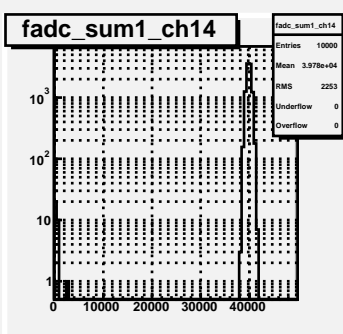 fadc_sum1_ch14
fadc_sum1_ch14
Entries 10000
Mean 3.978e+04
RMS 2253
Underflow 0
Overflow 0
10³
10²
10
1
0 10000 20000 30000 40000